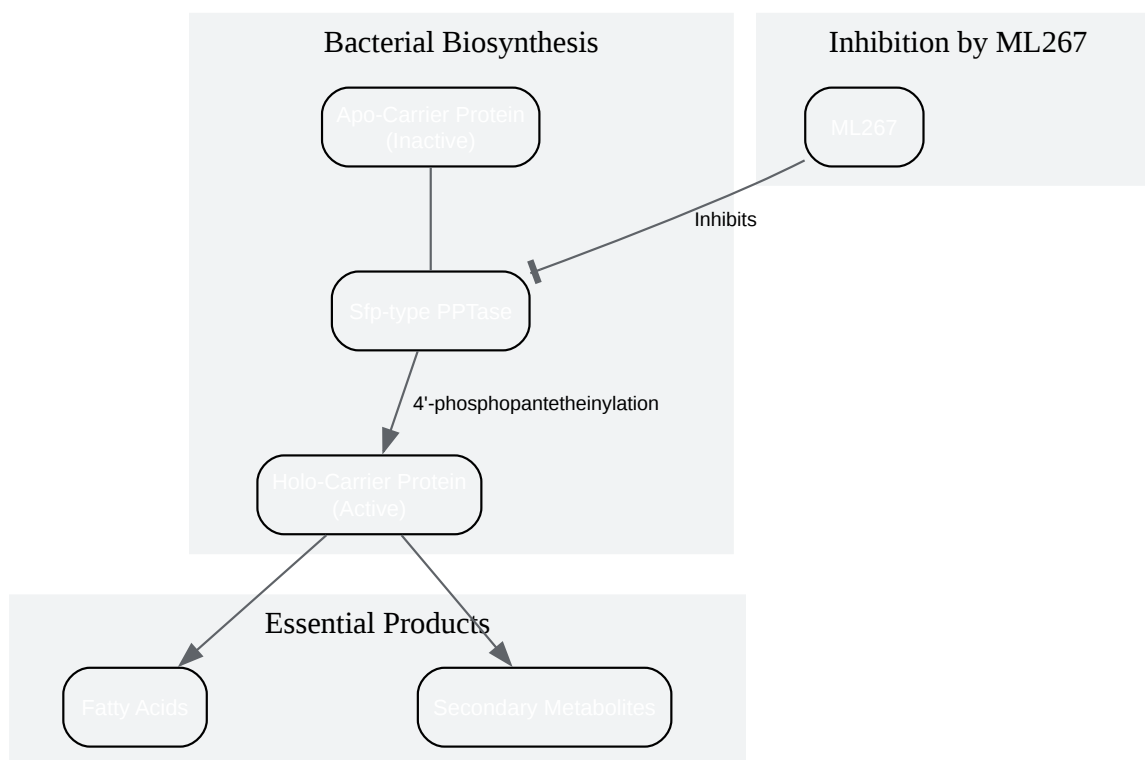 Bacterial Biosynthesis
Inhibition by ML267
Apo-Carrier Protein
(Inactive)
ML267
Inhibits
Sfp-type PPTase
4'-phosphopantetheinylation
Holo-Carrier Protein
(Active)
Essential Products
Fatty Acids
Secondary Metabolites